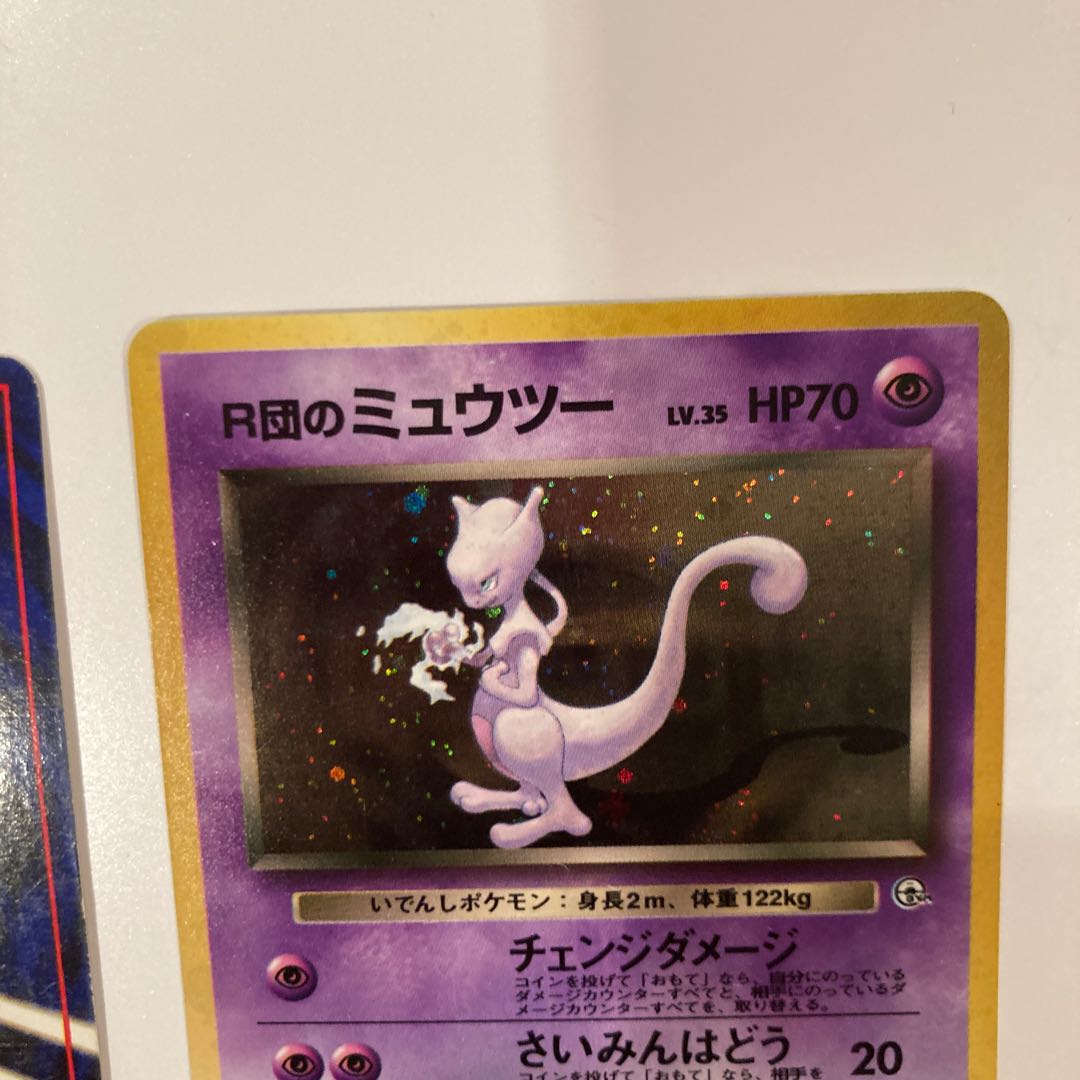 R団のミュウツー LV.35 HP70
いでんしポケモン：身長2m、体重122kg
チェンジダメージ
コインを投げて「おもて」なら、自分にのっている
ダメージカウンターすべてと、相手にのっているダ
メージカウンターすべてを、取り替える。
さいみんはどう 20
コインを投げて「おもて」なら、相手を